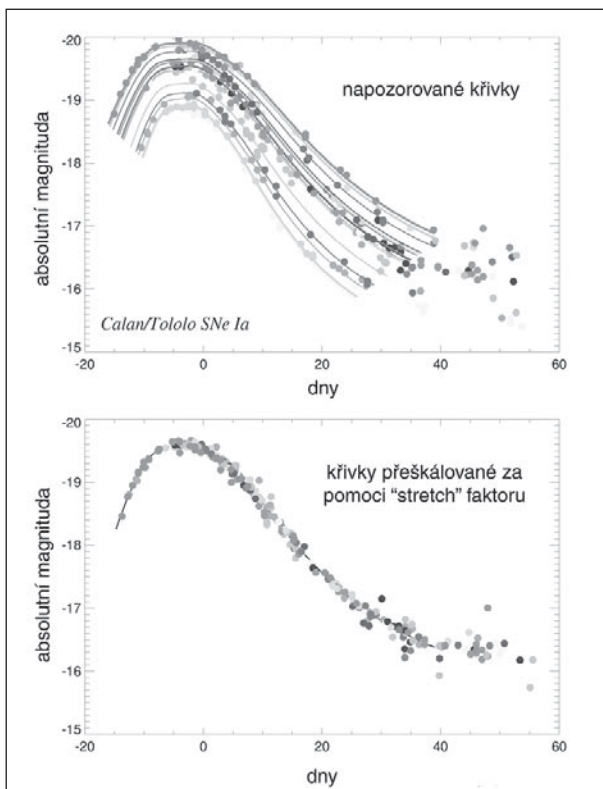 -20
-19
-18
-17
-16
-15
absolutní magnituda
napozorované křivky
Calan/Tololo SNe Ia
-20
0
20
40
60
dny
-20
-19
-18
-17
-16
-15
absolutní magnituda
křivky přeškálované za
pomoci “stretch” faktoru
-20
0
20
40
60
dny